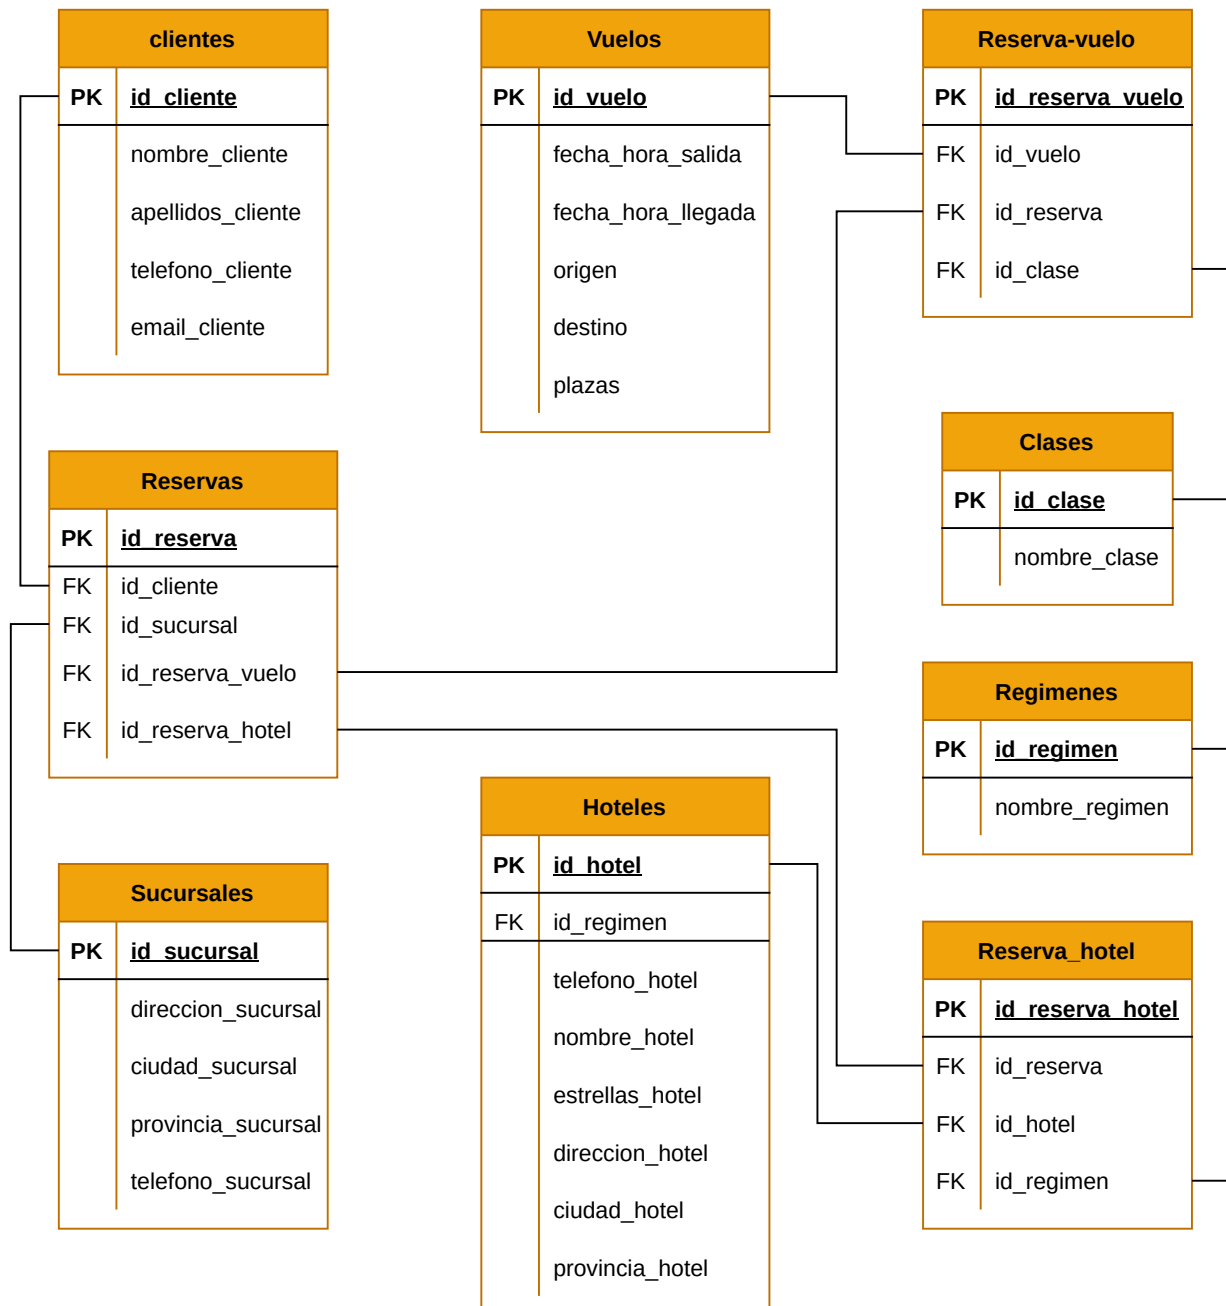 clientes
PK id_cliente
nombre_cliente
apellidos_cliente
telefono_cliente
email_cliente
Vuelos
PK id_vuelo
fecha_hora_salida
fecha_hora_llegada
origen
destino
plazas
Reserva-vuelo
PK id_reserva_vuelo
FK id_vuelo
FK id_reserva
FK id_clase
Clases
PK id_clase
nombre_clase
Reservas
PK id_reserva
FK id_cliente
FK id_sucursal
FK id_reserva_vuelo
FK id_reserva_hotel
Regimenes
PK id_regimen
nombre_regimen
Hoteles
PK id_hotel
FK id_regimen
telefono_hotel
nombre_hotel
estrellas_hotel
direccion_hotel
ciudad_hotel
provincia_hotel
Sucursales
PK id_sucursal
direccion_sucursal
ciudad_sucursal
provincia_sucursal
telefono_sucursal
Reserva_hotel
PK id_reserva_hotel
FK id_reserva
FK id_hotel
FK id_regimen